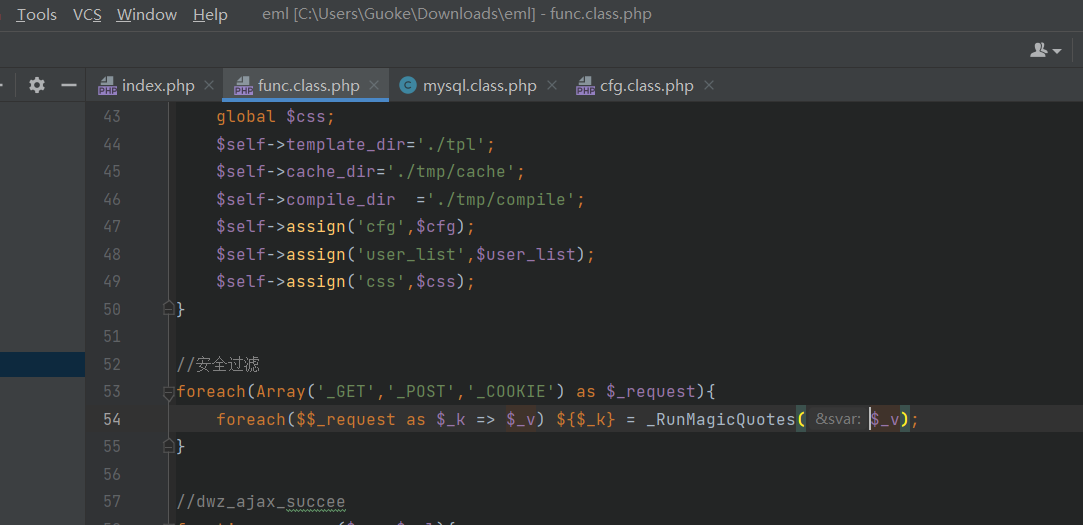 Tools VCS Window Help eml [C:\Users\Guoke\Downloads\eml] - func.class.php
index.php func.class.php mysql.class.php cfg.class.php
43 global $css;
44 $self->template_dir='./tpl';
45 $self->cache_dir='./tmp/cache';
46 $self->compile_dir  ='./tmp/compile';
47 $self->assign('cfg',$cfg);
48 $self->assign('user_list',$user_list);
49 $self->assign('css',$css);
50 }
51
52 //安全过滤
53 foreach(Array('_GET','_POST','_COOKIE') as $_request){
54 foreach($$_request as $_k => $_v) ${$_k} = _RunMagicQuotes( &svar: $_v);
55 }
56
57 //dwz_ajax_succee